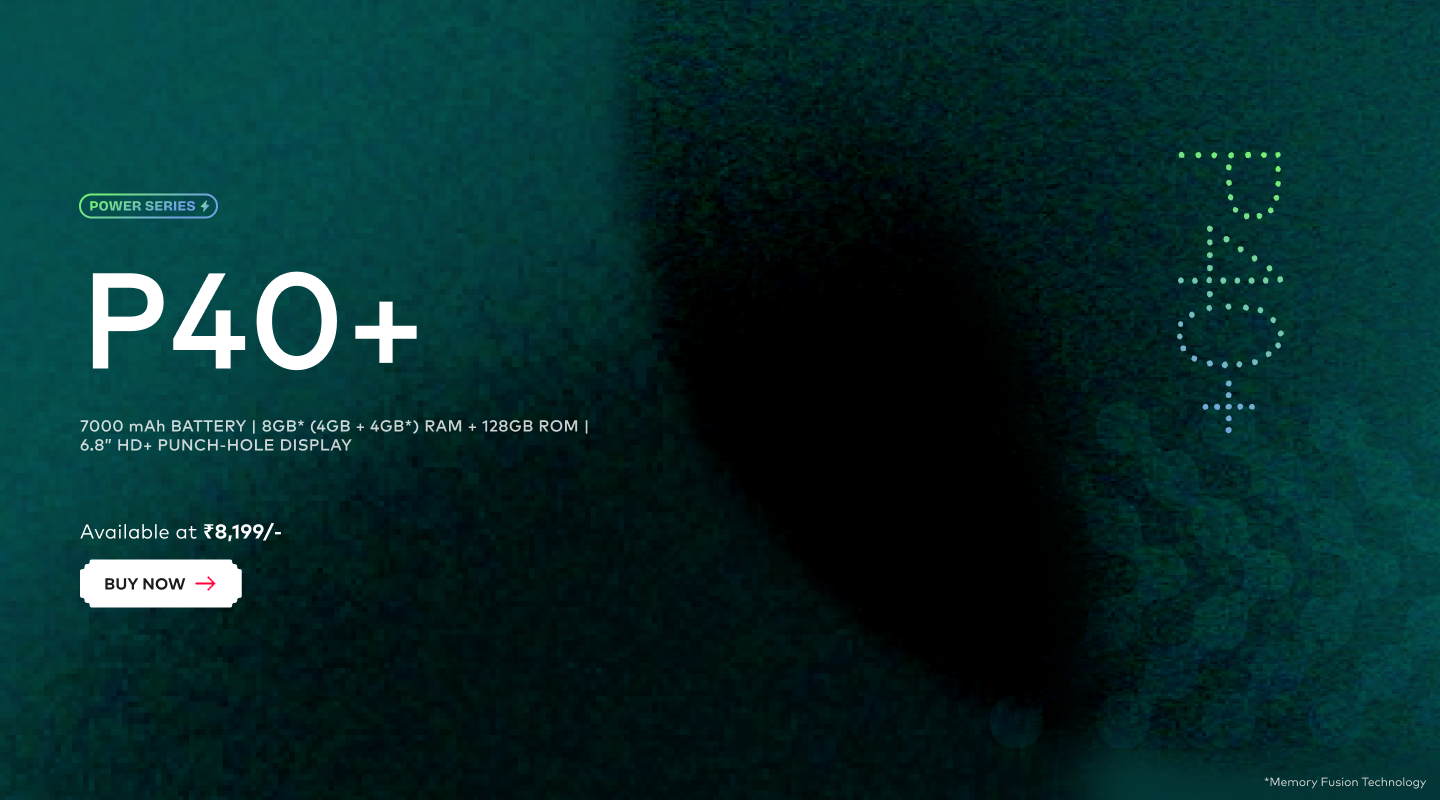 POWER SERIES
P40+
P40+
7000 mAh BATTERY | 8GB* (4GB + 4GB*) RAM + 128GB ROM |
6.8” HD+ PUNCH-HOLE DISPLAY
Available at ₹8,199/-
BUY NOW
*Memory Fusion Technology